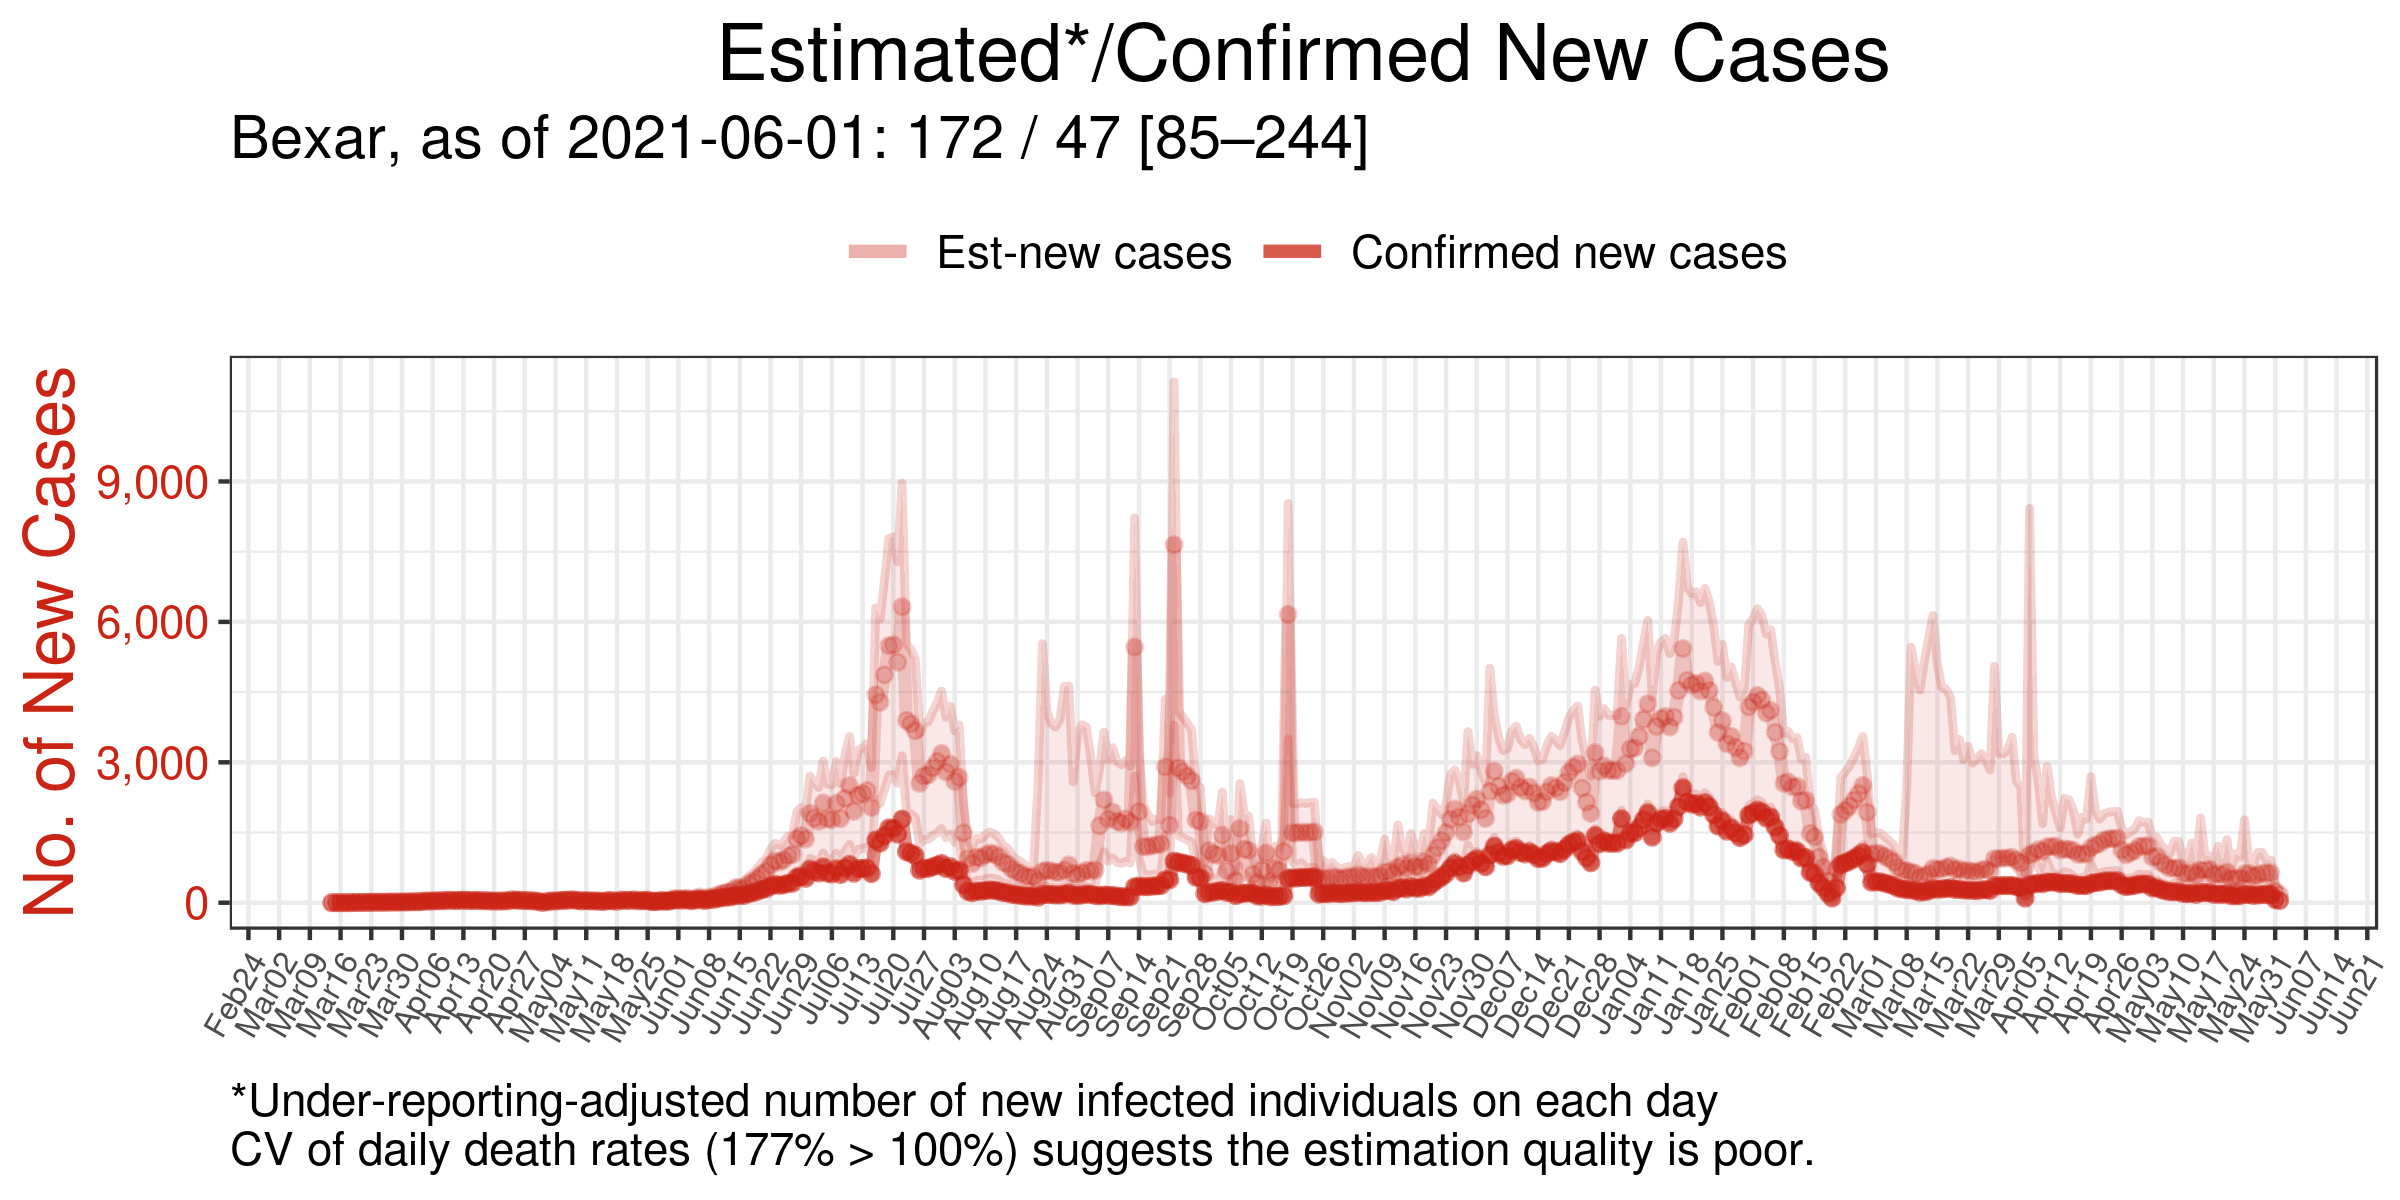 Estimated*/Confirmed New Cases
Bexar, as of 2021-06-01: 172 / 47 [85–244]
Est-new cases
Confirmed new cases
No. of New Cases
9,000
6,000
3,000
0
Feb24
Mar02
Mar09
Mar16
Mar23
Mar30
Apr06
Apr13
Apr20
Apr27
May04
May11
May18
May25
Jun01
Jun08
Jun15
Jun22
Jun29
Jul06
Jul13
Jul20
Jul27
Aug03
Aug10
Aug17
Aug24
Aug31
Sep07
Sep14
Sep21
Sep28
Oct05
Oct12
Oct19
Oct26
Nov02
Nov09
Nov16
Nov23
Nov30
Dec07
Dec14
Dec21
Dec28
Jan04
Jan11
Jan18
Jan25
Feb01
Feb08
Feb15
Feb22
Mar01
Mar08
Mar15
Mar22
Mar29
Apr05
Apr12
Apr19
Apr26
May03
May10
May17
May24
May31
Jun07
Jun14
Jun21
*Under-reporting-adjusted number of new infected individuals on each day
CV of daily death rates (177% > 100%) suggests the estimation quality is poor.